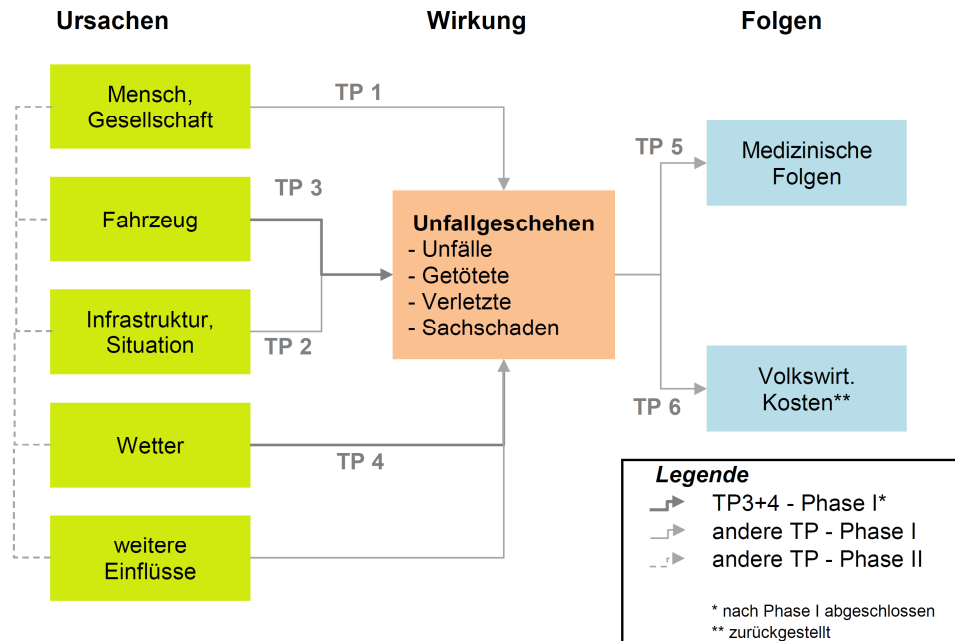 Ursachen
Wirkung
Folgen
Mensch,
Gesellschaft
TP 1
Fahrzeug
TP 3
Infrastruktur,
Situation
TP 2
Wetter
TP 4
weitere
Einflüsse
Unfallgeschehen
- Unfälle
- Getötete
- Verletzte
- Sachschaden
TP 5
Medizinische
Folgen
TP 6
Volkswirt.
Kosten**
Legende
TP3+4 - Phase I*
andere TP - Phase I
andere TP - Phase II
* nach Phase I abgeschlossen
** zurückgestellt